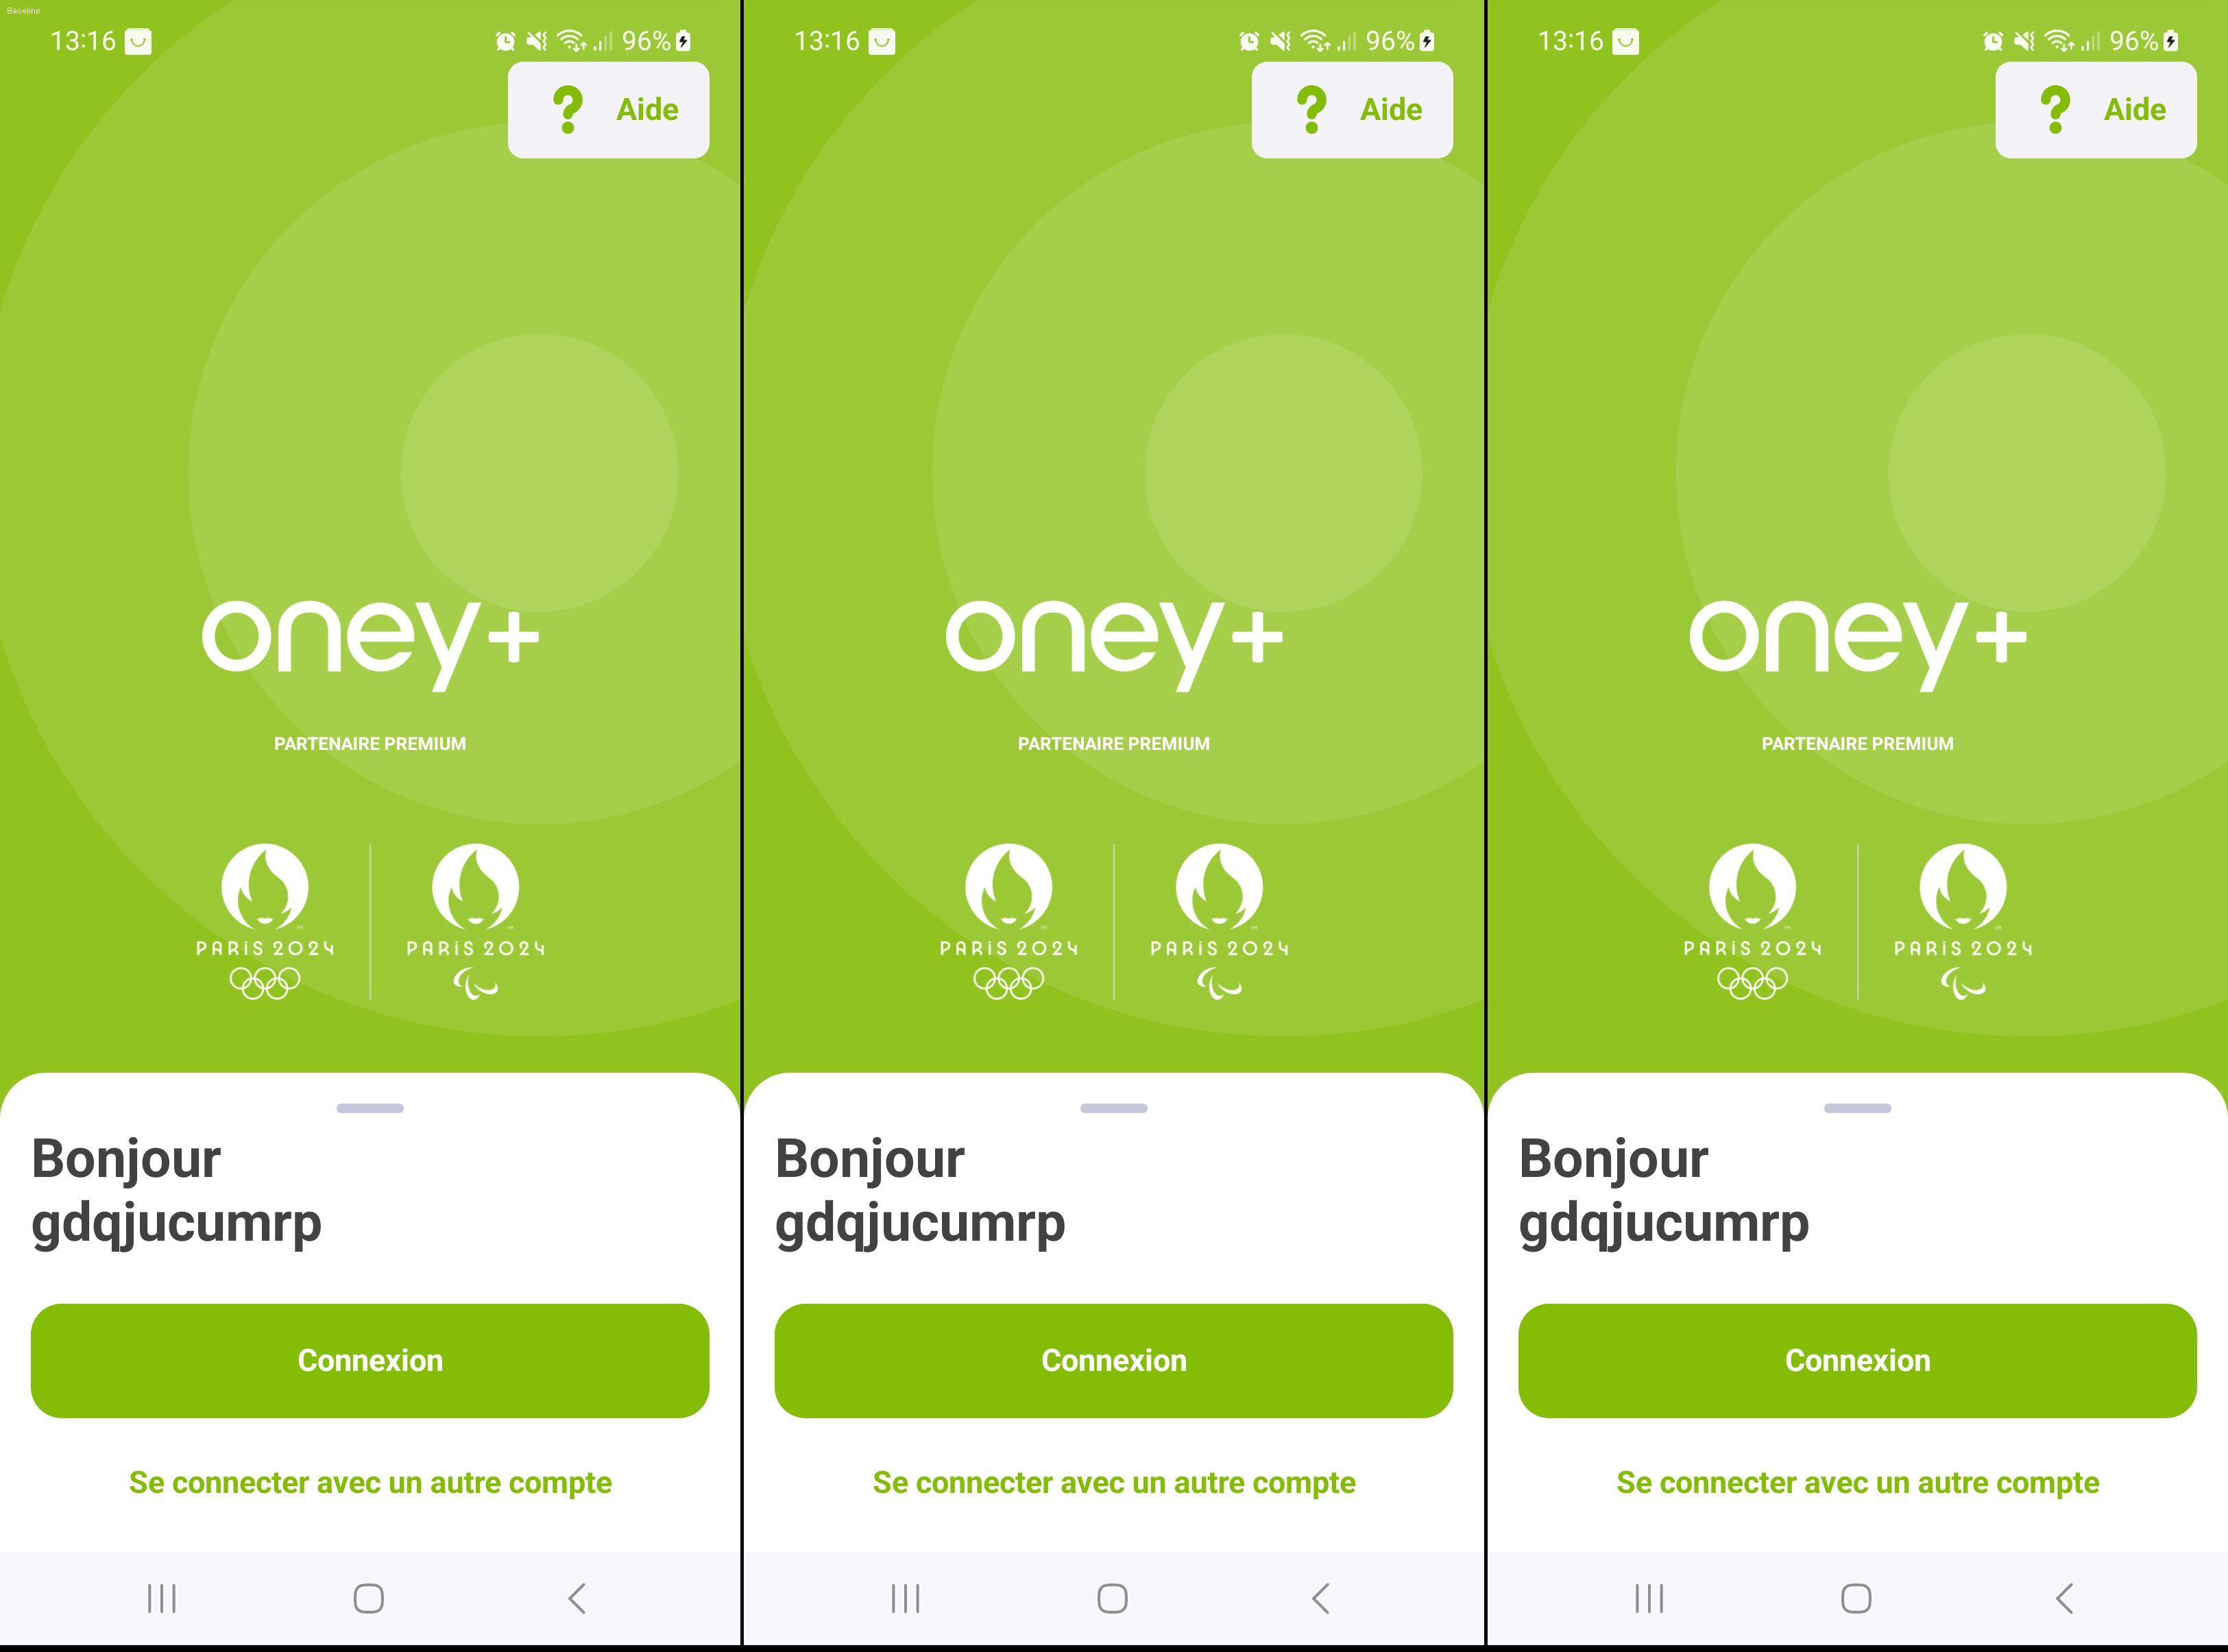 Baseline
13:16 96%
Aide
oney+
PARTENAIRE PREMIUM
PARiS 2024 PARiS 2024
Bonjour
gdqjucumrp
Connexion
Se connecter avec un autre compte
13:16 96%
Aide
oney+
PARTENAIRE PREMIUM
PARiS 2024 PARiS 2024
Bonjour
gdqjucumrp
Connexion
Se connecter avec un autre compte
13:16 96%
Aide
oney+
PARTENAIRE PREMIUM
PARiS 2024 PARiS 2024
Bonjour
gdqjucumrp
Connexion
Se connecter avec un autre compte